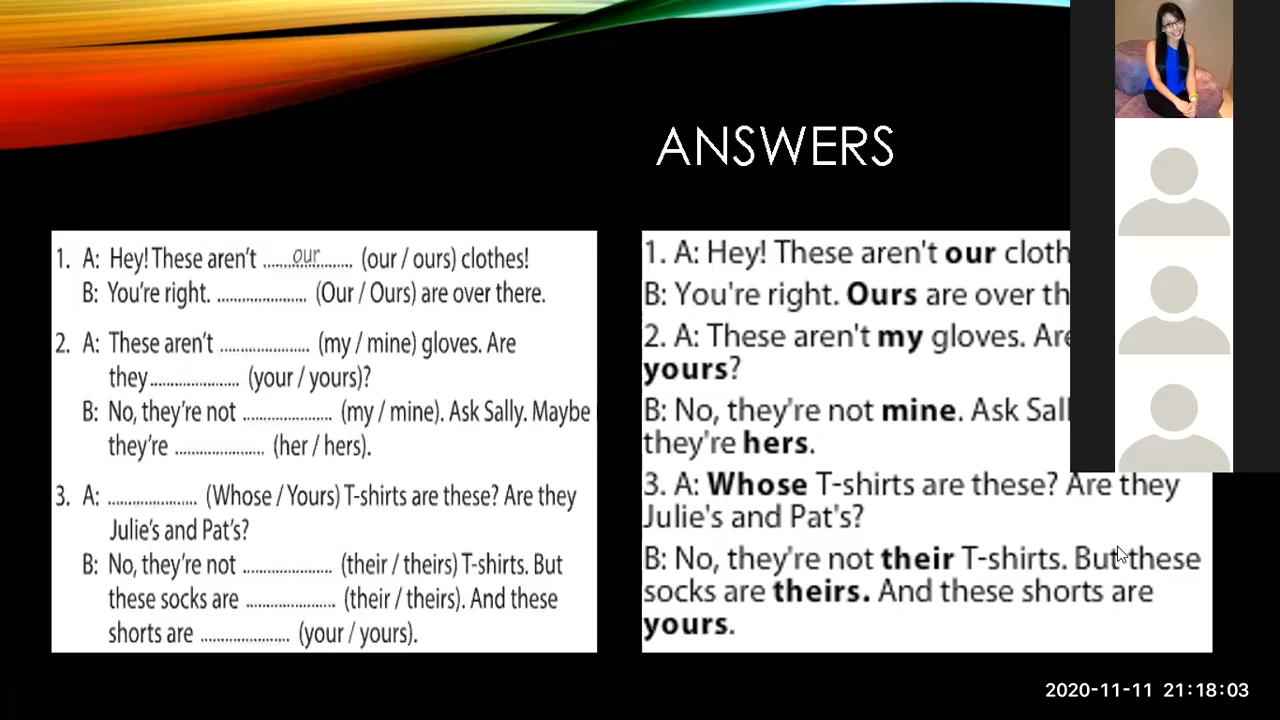 ANSWERS
1. A: Hey! These aren't ......our...... (our / ours) clothes!
B: You're right. ...................... (Our / Ours) are over there.
2. A: These aren't ...................... (my / mine) gloves. Are
they...................... (your / yours)?
B: No, they're not ...................... (my / mine). Ask Sally. Maybe
they're ...................... (her / hers).
3. A: ...................... (Whose / Yours) T-shirts are these? Are they
Julie's and Pat's?
B: No, they're not ...................... (their / theirs) T-shirts. But
these socks are ...................... (their / theirs). And these
shorts are ...................... (your / yours).
1. A: Hey! These aren't our cloth
B: You're right. Ours are over th
2. A: These aren't my gloves. Are
yours?
B: No, they're not mine. Ask Sall
they're hers.
3. A: Whose T-shirts are these? Are they
Julie's and Pat's?
B: No, they're not their T-shirts. But these
socks are theirs. And these shorts are
yours.
2020-11-11 21:18:03